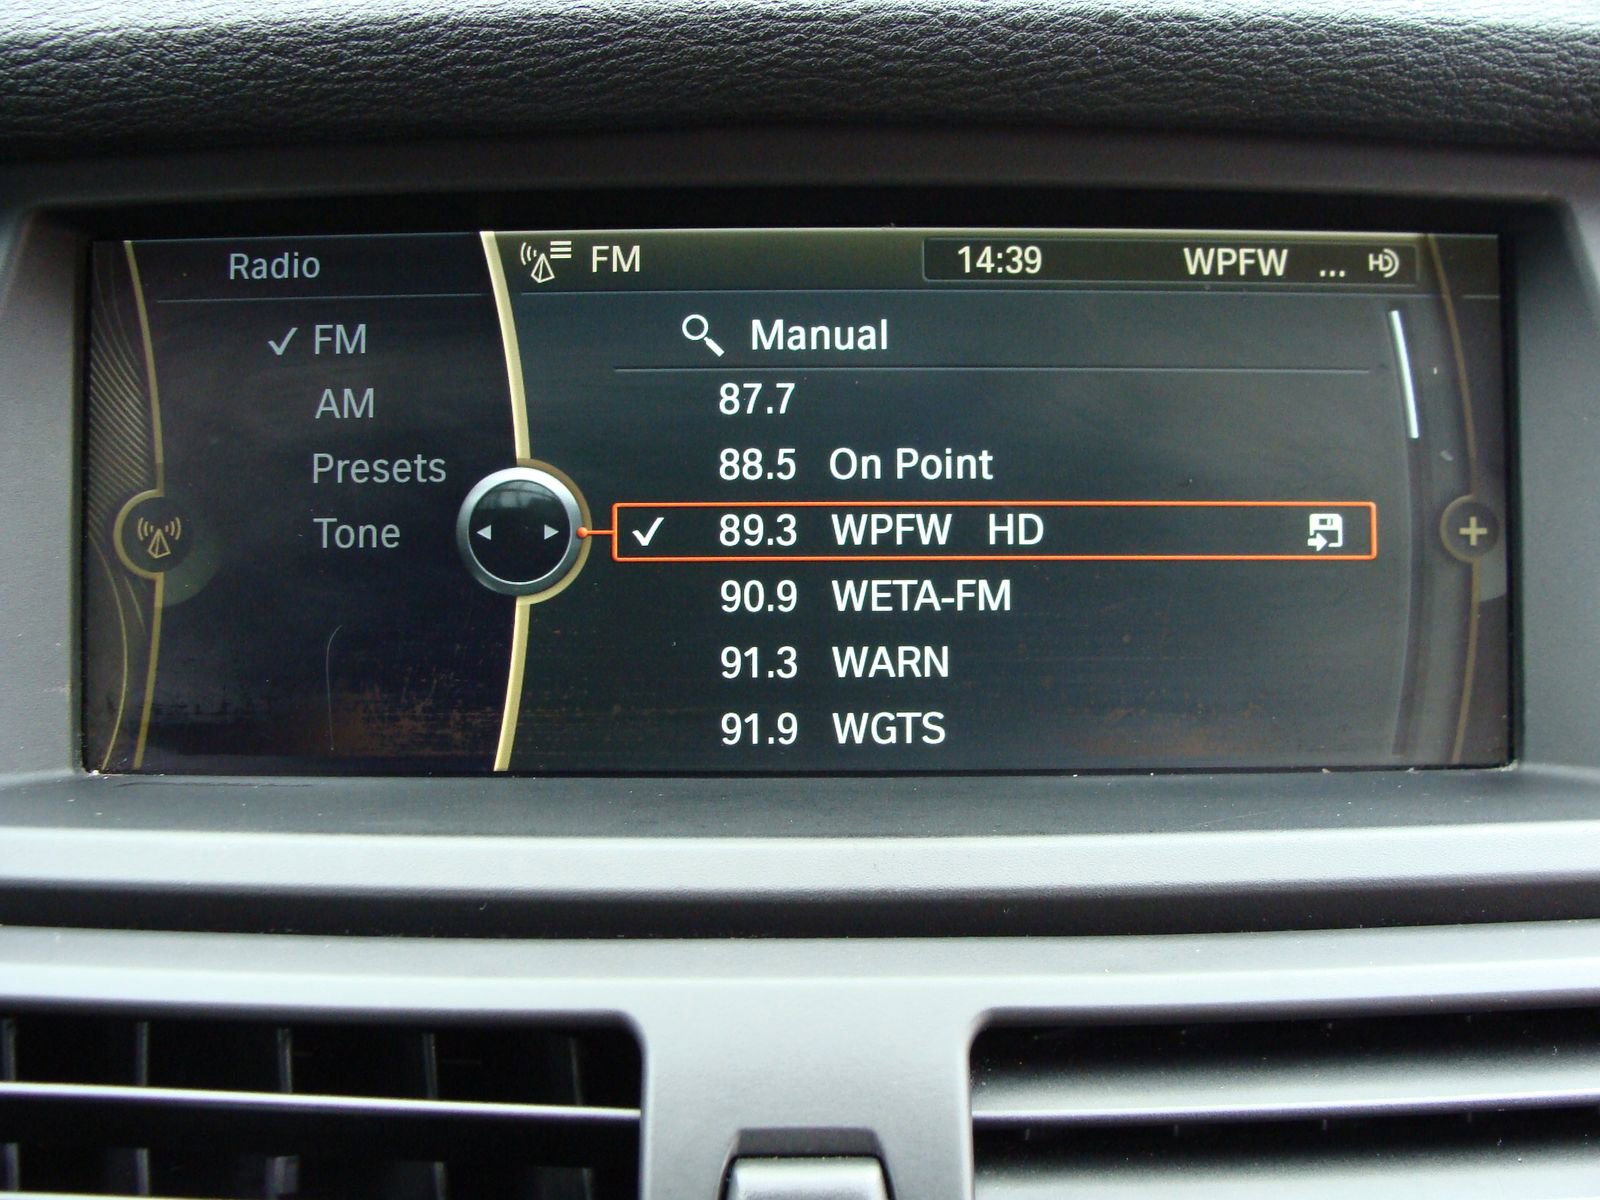 Radio
FM
AM
Presets
Tone
FM 14:39 WPFW ... HD
Manual
87.7
88.5 On Point
89.3 WPFW HD
90.9 WETA-FM
91.3 WARN
91.9 WGTS